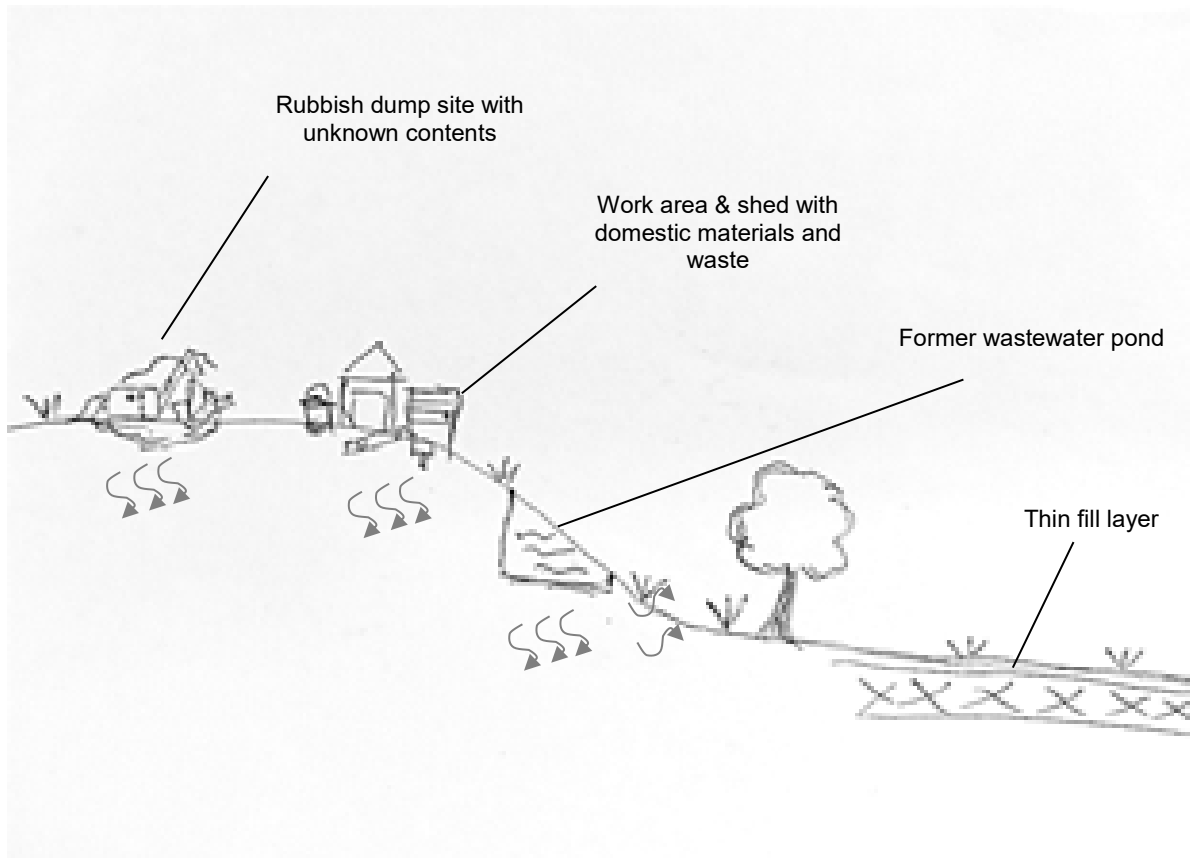 Rubbish dump site with
unknown contents
Work area & shed with
domestic materials and
waste
Former wastewater pond
Thin fill layer